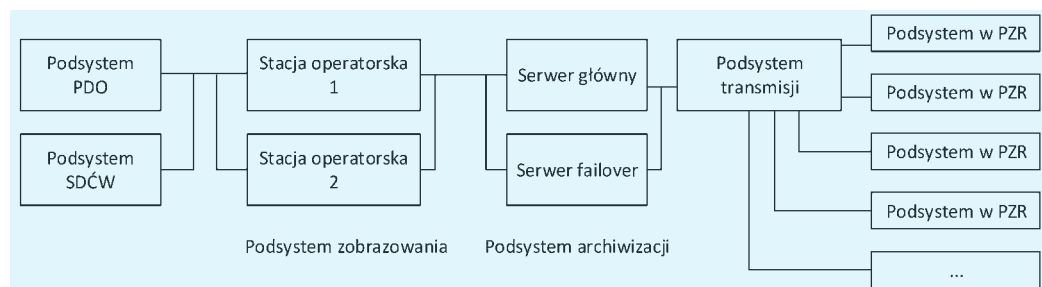 Podsystem
PDO
Podsystem
SDĆW
Stacja operatorska
1
Stacja operatorska
2
Podsystem zobrazowania
Serwer główny
Serwer failover
Podsystem archiwizacji
Podsystem
transmisji
Podsystem w PZR
Podsystem w PZR
Podsystem w PZR
Podsystem w PZR
...